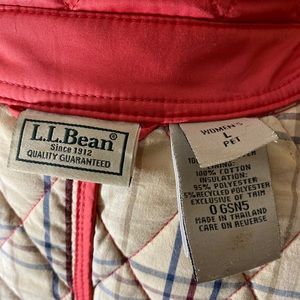 L.L.Bean®
Since 1912
QUALITY GUARANTEED
WOMEN'S
L
PET
100% COTTON
INSULATION:
95% POLYESTER
5% RECYCLED POLYESTER
EXCLUSIVE OF TRIM
0 GSN5
MADE IN THAILAND
CARE ON REVERSE